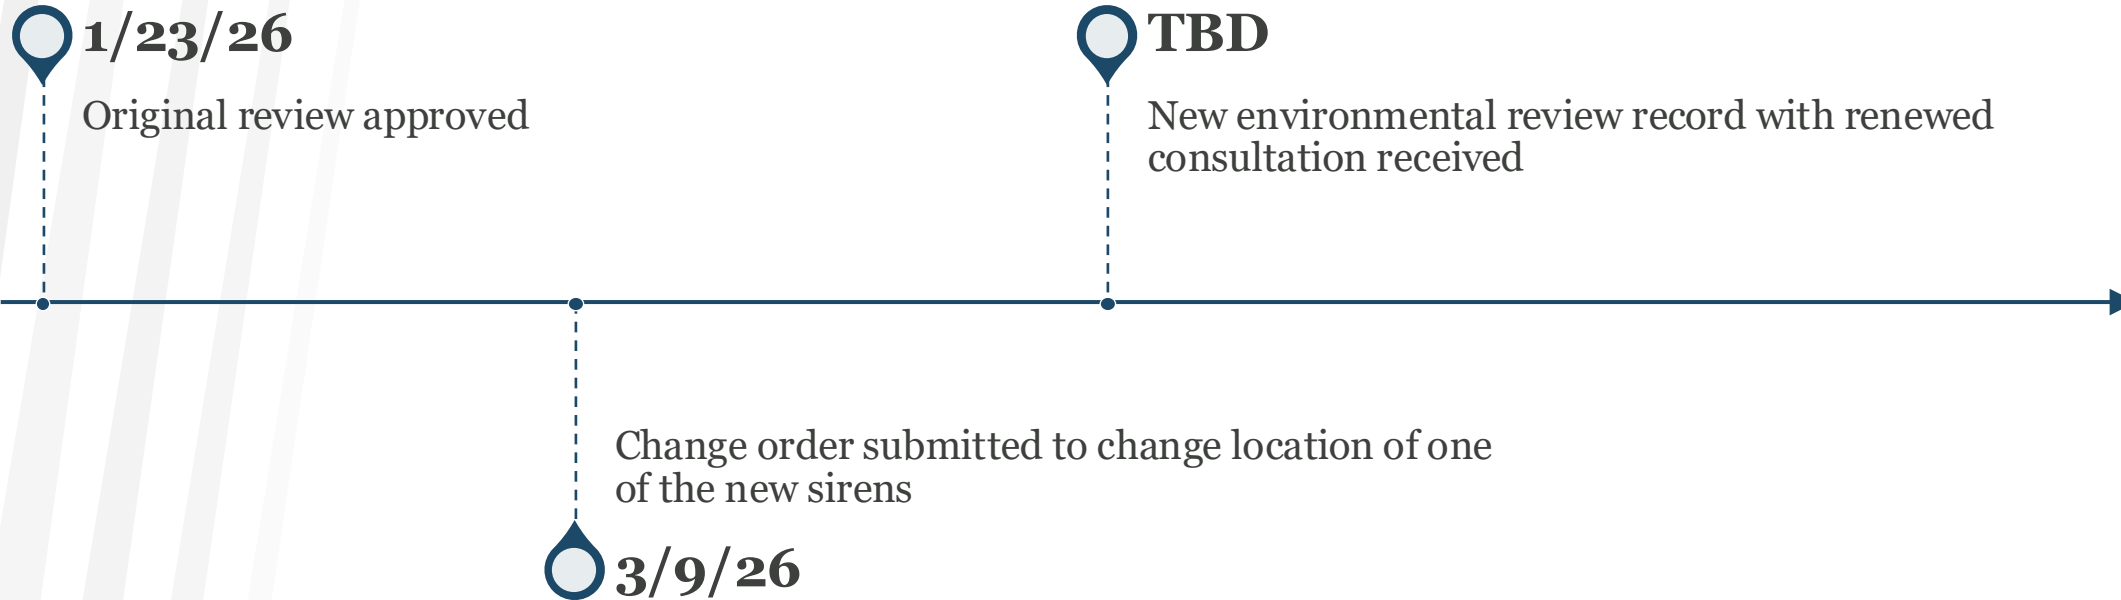 1/23/26
Original review approved
TBD
New environmental review record with renewed
consultation received
Change order submitted to change location of one
of the new sirens
3/9/26